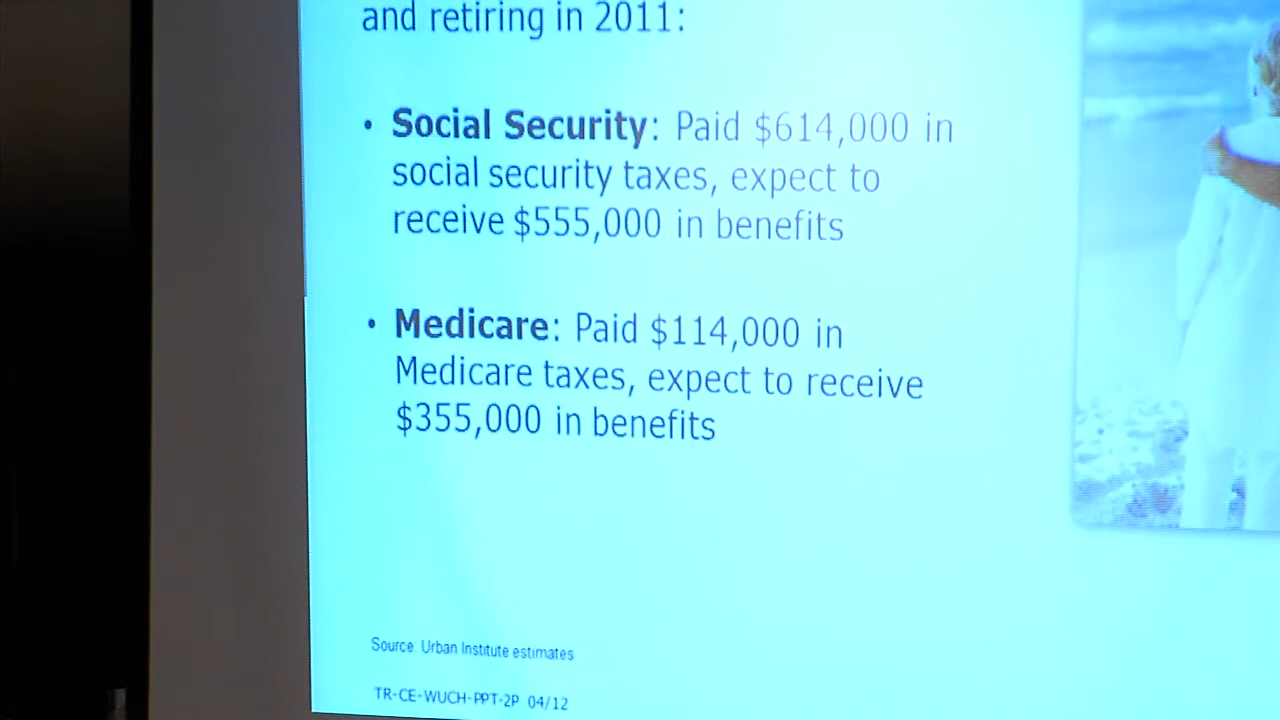 and retiring in 2011:
• Social Security: Paid $614,000 in
social security taxes, expect to
receive $555,000 in benefits
• Medicare: Paid $114,000 in
Medicare taxes, expect to receive
$355,000 in benefits
Source. Urban Institute estimates
TR-CE-WUCH-PPT-2P 04/12